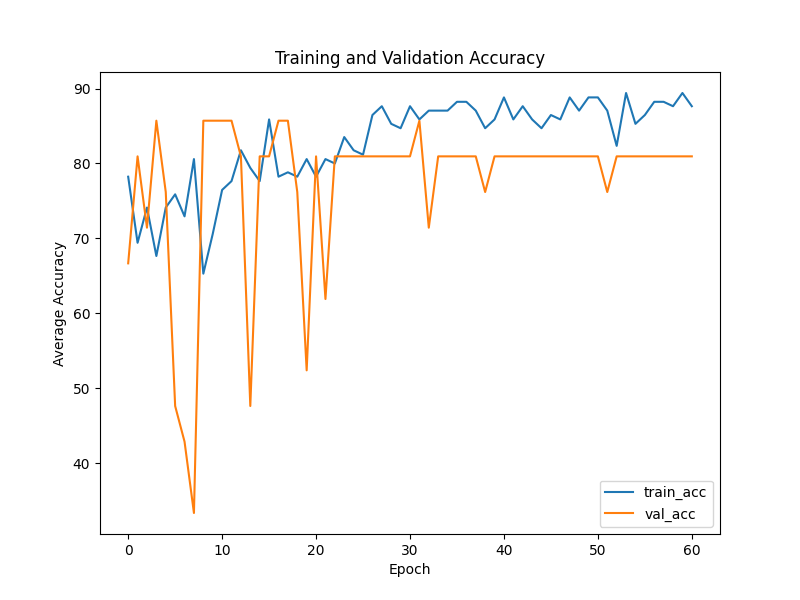 Training and Validation Accuracy
90
80
70
60
50
40
Average Accuracy
0 10 20 30 40 50 60
Epoch
train_acc
val_acc